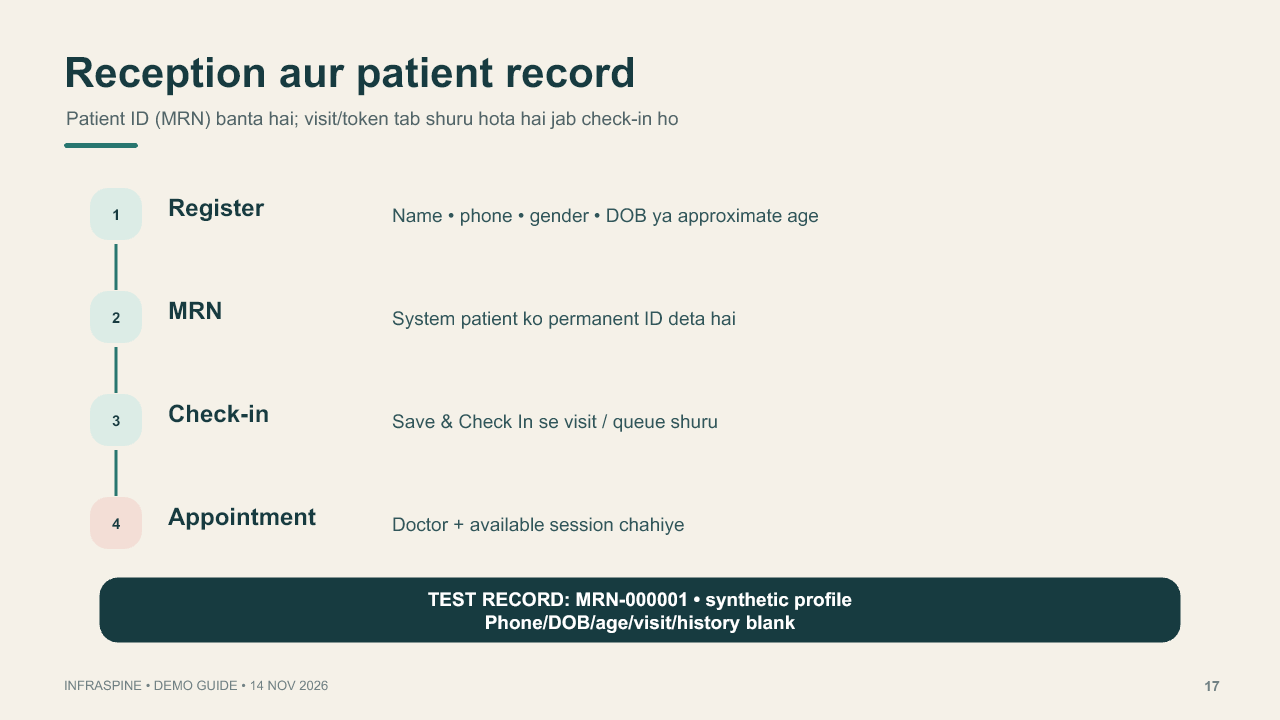 Reception aur patient record
Patient ID (MRN) banta hai; visit/token tab shuru hota hai jab check-in ho
1
Register
Name • phone • gender • DOB ya approximate age
2
MRN
System patient ko permanent ID deta hai
3
Check-in
Save & Check In se visit / queue shuru
4
Appointment
Doctor + available session chahiye
TEST RECORD: MRN-000001 • synthetic profile
Phone/DOB/age/visit/history blank
INFRASPINE • DEMO GUIDE • 14 NOV 2026
17